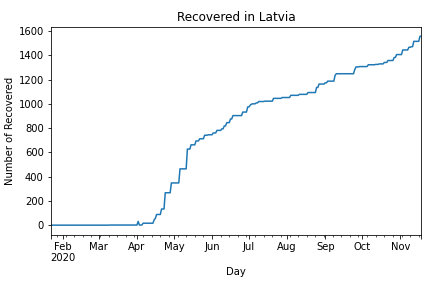 Recovered in Latvia
Number of Recovered
1600
1400
1200
1000
800
600
400
200
0
Feb Mar Apr May Jun Jul Aug Sep Oct Nov
2020
Day